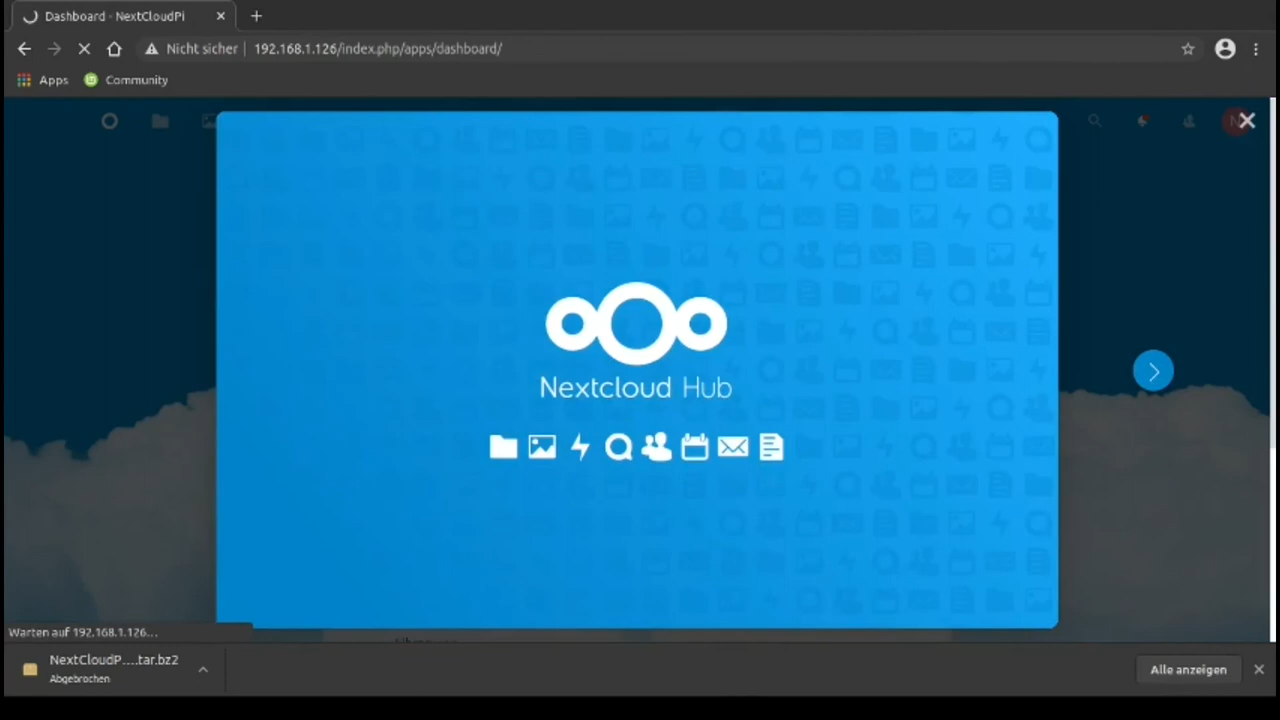 Dashboard - NextCloudPi
Nicht sicher
192.168.1.126/index.php/apps/dashboard/
Apps
Community
Nextcloud Hub
Warten auf 192.168.1.126...
NextCloudP....tar.bz2
Abgebrochen
Alle anzeigen